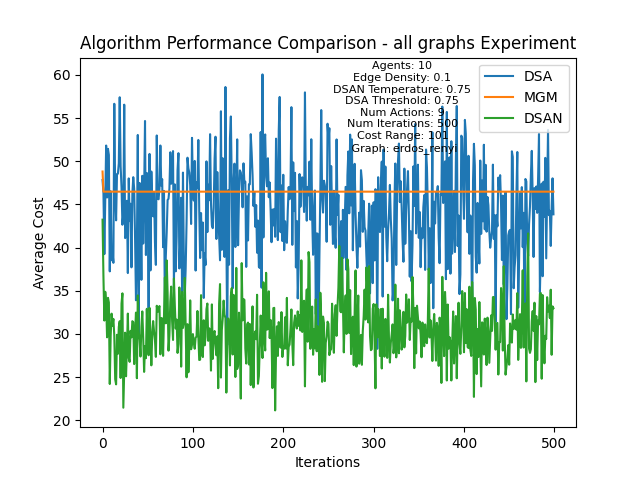 Algorithm Performance Comparison - all graphs Experiment
Agents: 10
Edge Density: 0.1
DSAN Temperature: 0.75
DSA Threshold: 0.75
Num Actions: 9
Num Iterations: 500
Cost Range: 101
Graph: erdos_renyi
DSA
MGM
DSAN
Average Cost
60
55
50
45
40
35
30
25
20
0
100
200
300
400
500
Iterations